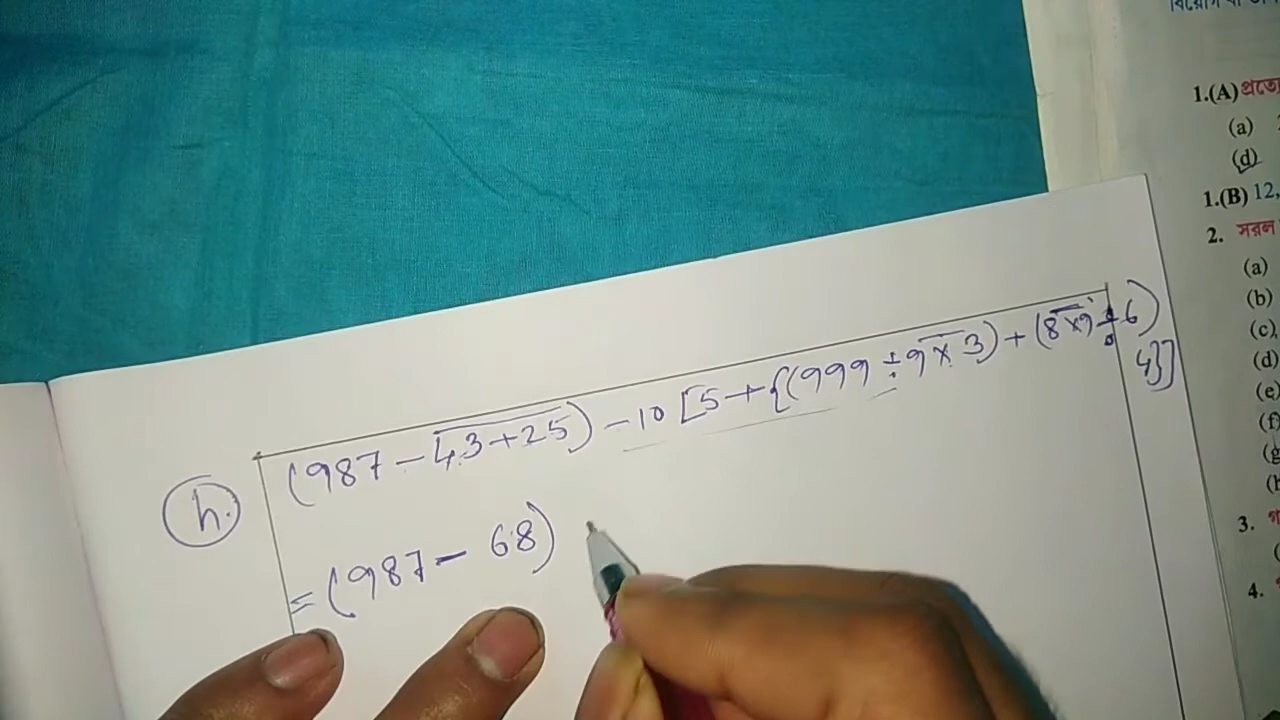 h. (987 - 43+25) - 10 [5+{(999 ÷ 9×3) + (8×9 ÷ 6)
4}]
= (987 - 68)
1.(A)
(a)
(d)
1.(B) 12,
2. সরল
(a)
(b)
(c)
(d)
(e)
(f)
3.
4.